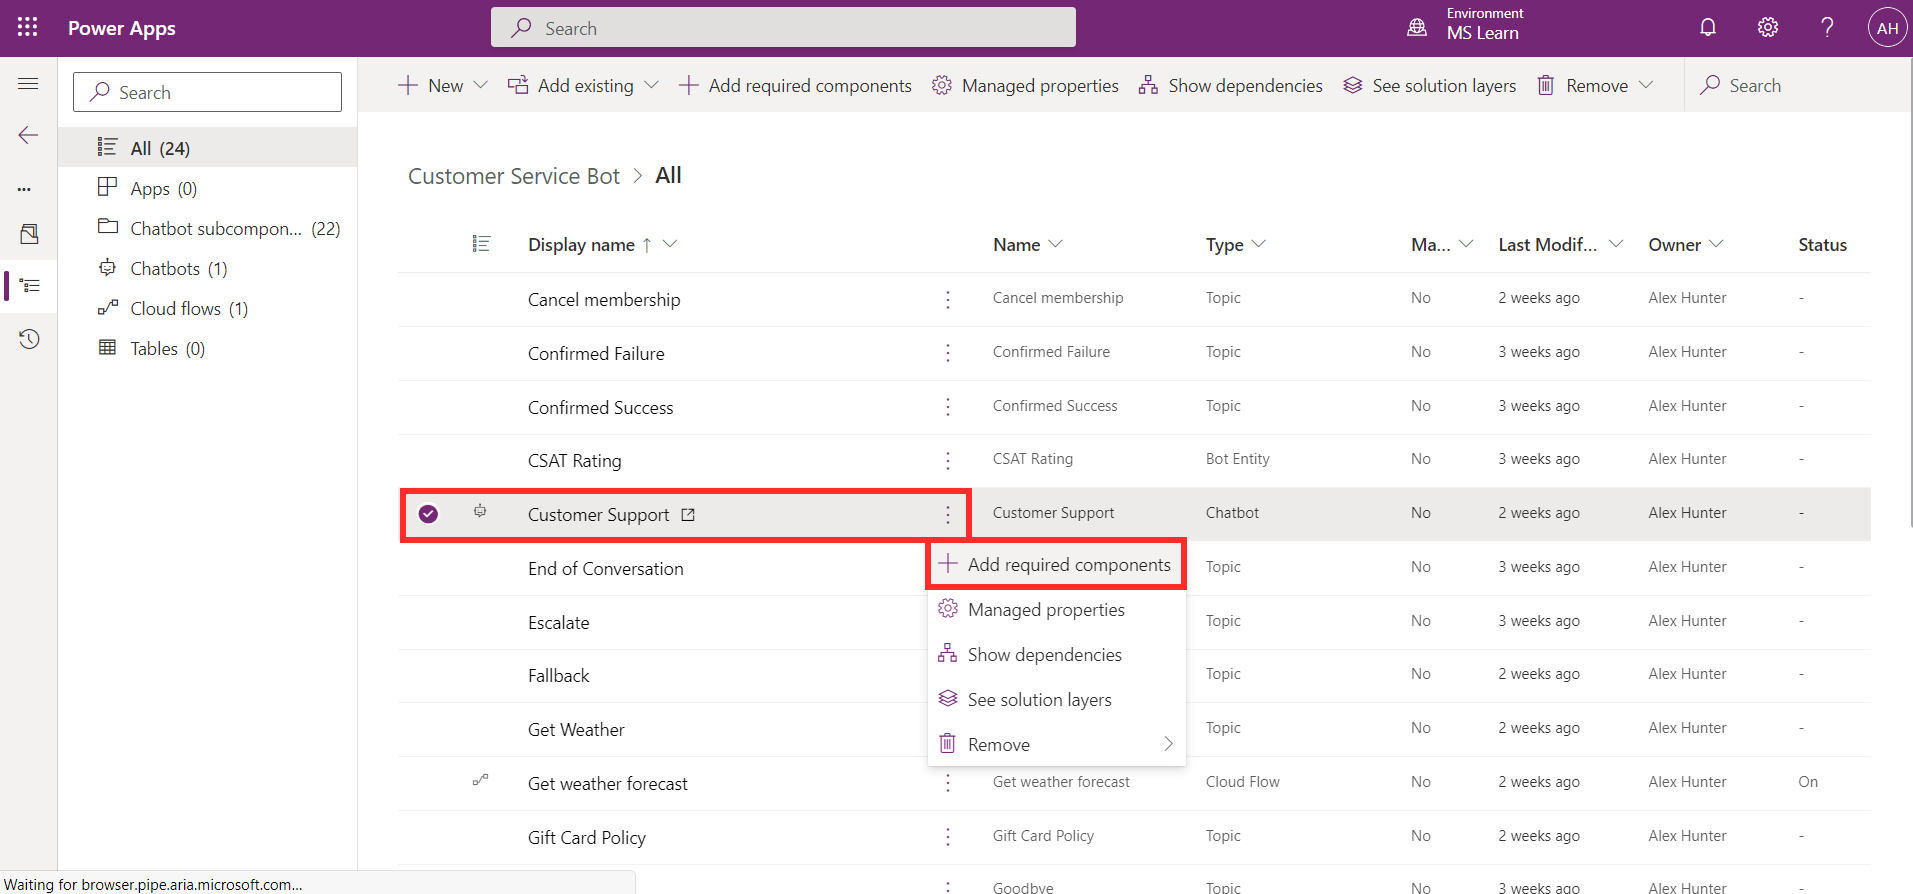 Power Apps
Search
Environment
MS Learn
AH
Search
New
Add existing
Add required components
Managed properties
Show dependencies
See solution layers
Remove
Search
All (24)
Apps (0)
Chatbot subcompon... (22)
Chatbots (1)
Cloud flows (1)
Tables (0)
Customer Service Bot > All
Display name ↑ Name Type Ma... Last Modif... Owner Status
Cancel membership Cancel membership Topic No 2 weeks ago Alex Hunter -
Confirmed Failure Confirmed Failure Topic No 3 weeks ago Alex Hunter -
Confirmed Success Confirmed Success Topic No 3 weeks ago Alex Hunter -
CSAT Rating CSAT Rating Bot Entity No 3 weeks ago Alex Hunter -
Customer Support Customer Support Chatbot No 2 weeks ago Alex Hunter -
End of Conversation Topic No 3 weeks ago Alex Hunter -
Escalate Topic No 3 weeks ago Alex Hunter -
Fallback Topic No 2 weeks ago Alex Hunter -
Get Weather Topic No 2 weeks ago Alex Hunter -
Get weather forecast Get weather forecast Cloud Flow No 2 weeks ago Alex Hunter On
Gift Card Policy Gift Card Policy Topic No 2 weeks ago Alex Hunter -
Goodbye Topic No 3 weeks ago Alex Hunter -
Add required components
Managed properties
Show dependencies
See solution layers
Remove
Waiting for browser.pipe.aria.microsoft.com...